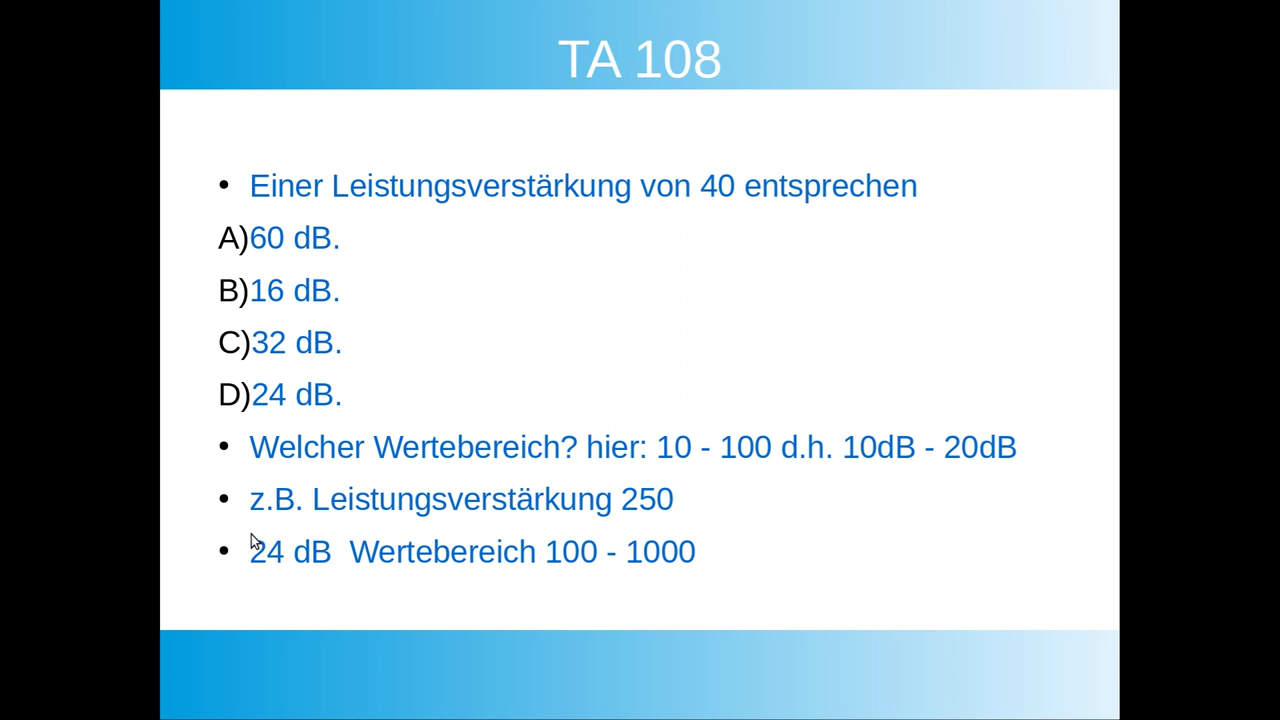 TA 108
• Einer Leistungsverstärkung von 40 entsprechen
A)60 dB.
B)16 dB.
C)32 dB.
D)24 dB.
• Welcher Wertebereich? hier: 10 - 100 d.h. 10dB - 20dB
• z.B. Leistungsverstärkung 250
• 24 dB  Wertebereich 100 - 1000